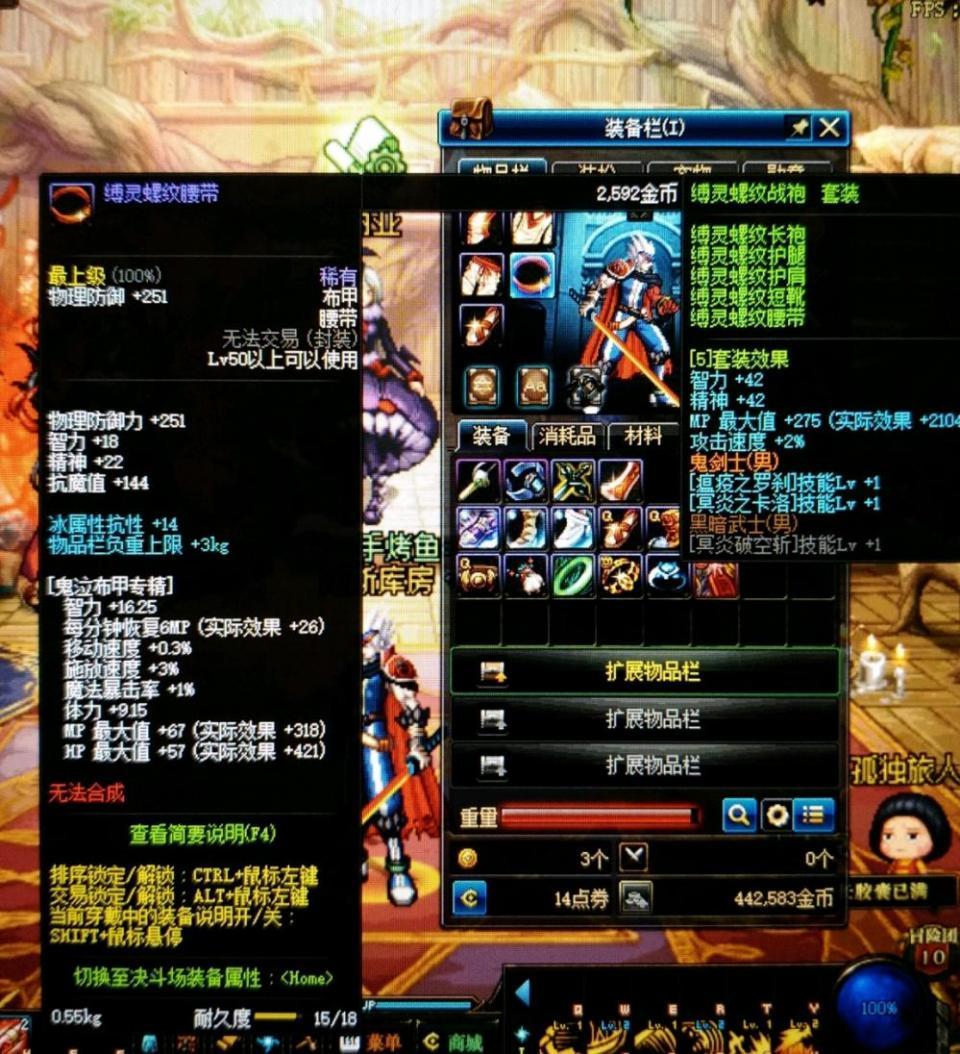 FPS :
装备栏(I)
缚灵螺纹腰带
2,592金币
最上级 (100%)
稀有
物理防御 +251
布甲
腰带
无法交易 (封装)
Lv50以上可以使用
物理防御力 +251
智力 +18
精神 +22
抗魔值 +144
冰属性抗性 +14
物品栏负重上限 +3kg
[鬼泣布甲专精]
智力 +16.25
每分钟恢复6MP (实际效果 +26)
移动速度 +0.3%
施放速度 +3%
魔法暴击率 +1%
体力 +9.15
MP 最大值 +67 (实际效果 +318)
HP 最大值 +57 (实际效果 +421)
无法合成
查看简要说明(F4)
排序锁定/解锁 : CTRL+鼠标左键
交易锁定/解锁 : ALT+鼠标左键
当前穿戴中的装备说明开/关 :
SHIFT+鼠标悬停
切换至决斗场装备属性 : <Home>
0.55kg
耐久度
15/18
缚灵螺纹战袍 套装
缚灵螺纹长袍
缚灵螺纹护腿
缚灵螺纹护肩
缚灵螺纹短靴
缚灵螺纹腰带
[5]套装效果
智力 +42
精神 +42
MP 最大值 +275 (实际效果 +2104
攻击速度 +2%
鬼剑士(男)
[瘟疫之罗刹]技能Lv +1
[冥炎之卡洛]技能Lv +1
黑暗武士(男)
[冥炎破空斩]技能Lv +1
装备 消耗品 材料
手烤鱼
新库房
扩展物品栏
扩展物品栏
扩展物品栏
重量
3个
0个
14点券
442,583金币
孤独旅人
胶囊已满
冒险团
10
100%
Q W E R T Y
菜单
商城